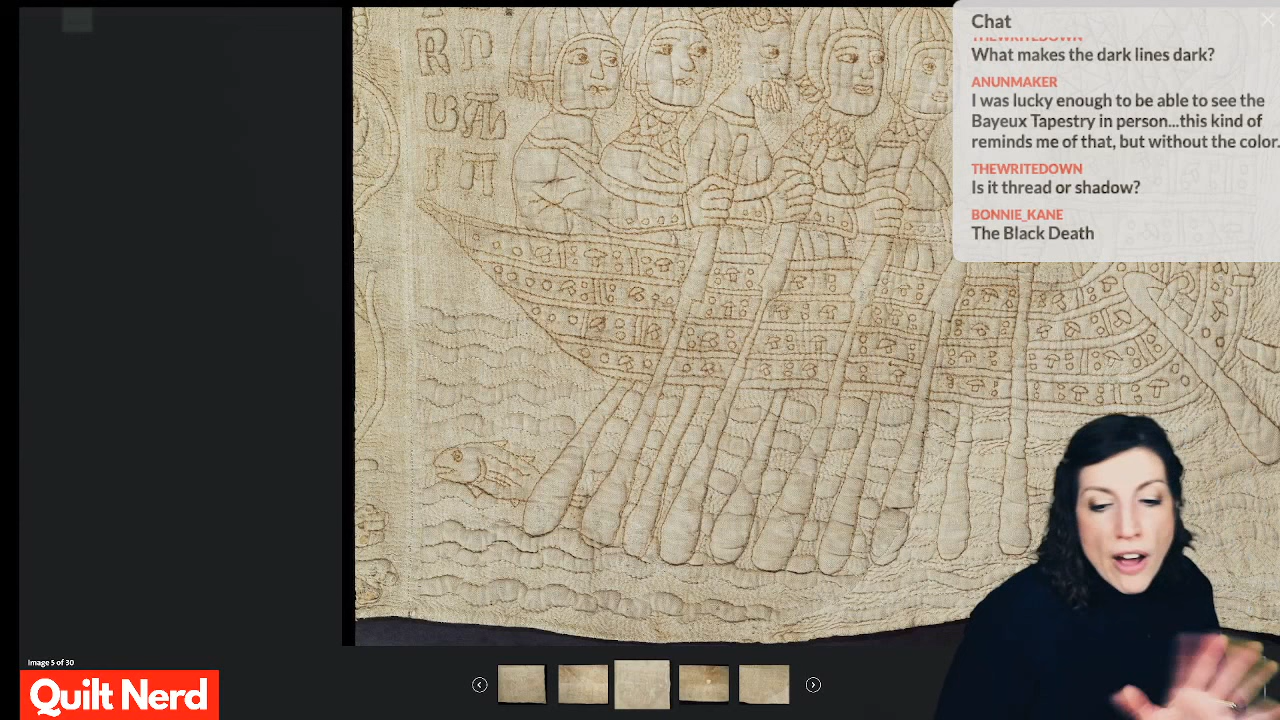 Chat
THEWRITEDOWN
What makes the dark lines dark?
ANUNMAKER
I was lucky enough to be able to see the
Bayeux Tapestry in person...this kind of
reminds me of that, but without the color.
THEWRITEDOWN
Is it thread or shadow?
BONNIE_KANE
The Black Death
Image 5 of 30
Quilt Nerd